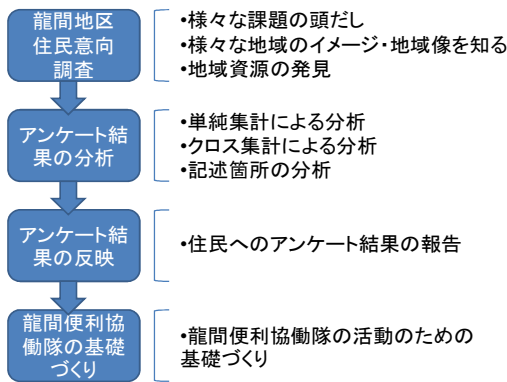 龍間地区
住民意向
調査
•様々な課題の頭だし
•様々な地域のイメージ・地域像を知る
•地域資源の発見
アンケート結
果の分析
•単純集計による分析
•クロス集計による分析
•記述箇所の分析
アンケート結
果の反映
•住民へのアンケート結果の報告
龍間便利協
働隊の基礎
づくり
•龍間便利協働隊の活動のための
基礎づくり